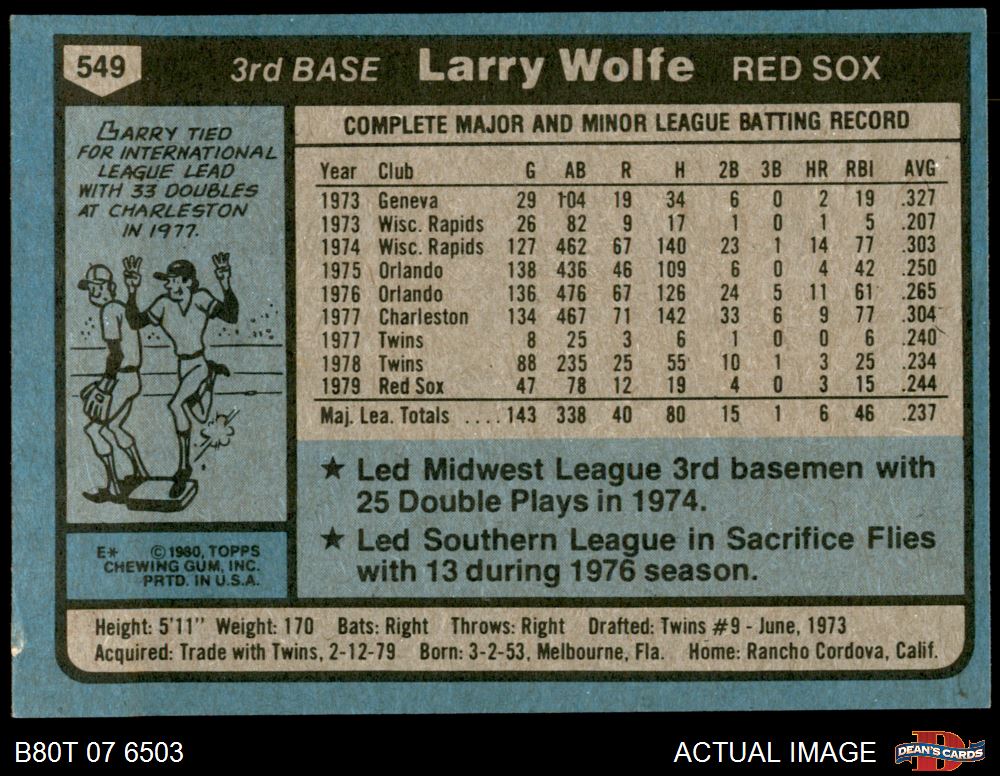 549 3rd BASE Larry Wolfe RED SOX
LARRY TIED
FOR INTERNATIONAL
LEAGUE LEAD
WITH 33 DOUBLES
AT CHARLESTON
IN 1977.
E* © 1980, TOPPS
CHEWING GUM, INC.
PRTD. IN U.S.A.
COMPLETE MAJOR AND MINOR LEAGUE BATTING RECORD
Year Club G AB R H 2B 3B HR RBI AVG
1973 Geneva 29 104 19 34 6 0 2 19 .327
1973 Wisc. Rapids 26 82 9 17 1 0 1 5 .207
1974 Wisc. Rapids 127 462 67 140 23 1 14 77 .303
1975 Orlando 138 436 46 109 6 0 4 42 .250
1976 Orlando 136 476 67 126 24 5 11 61 .265
1977 Charleston 134 467 71 142 33 6 9 77 .304
1977 Twins 8 25 3 6 1 0 0 6 .240
1978 Twins 88 235 25 55 10 1 3 25 .234
1979 Red Sox 47 78 12 19 4 0 3 15 .244
Maj. Lea. Totals ....143 338 40 80 15 1 6 46 .237
★ Led Midwest League 3rd basemen with
25 Double Plays in 1974.
★ Led Southern League in Sacrifice Flies
with 13 during 1976 season.
Height: 5'11" Weight: 170 Bats: Right Throws: Right Drafted: Twins #9 - June, 1973
Acquired: Trade with Twins, 2-12-79 Born: 3-2-53, Melbourne, Fla. Home: Rancho Cordova, Calif.
B80T 07 6503 ACTUAL IMAGE DEAN'S CARDS